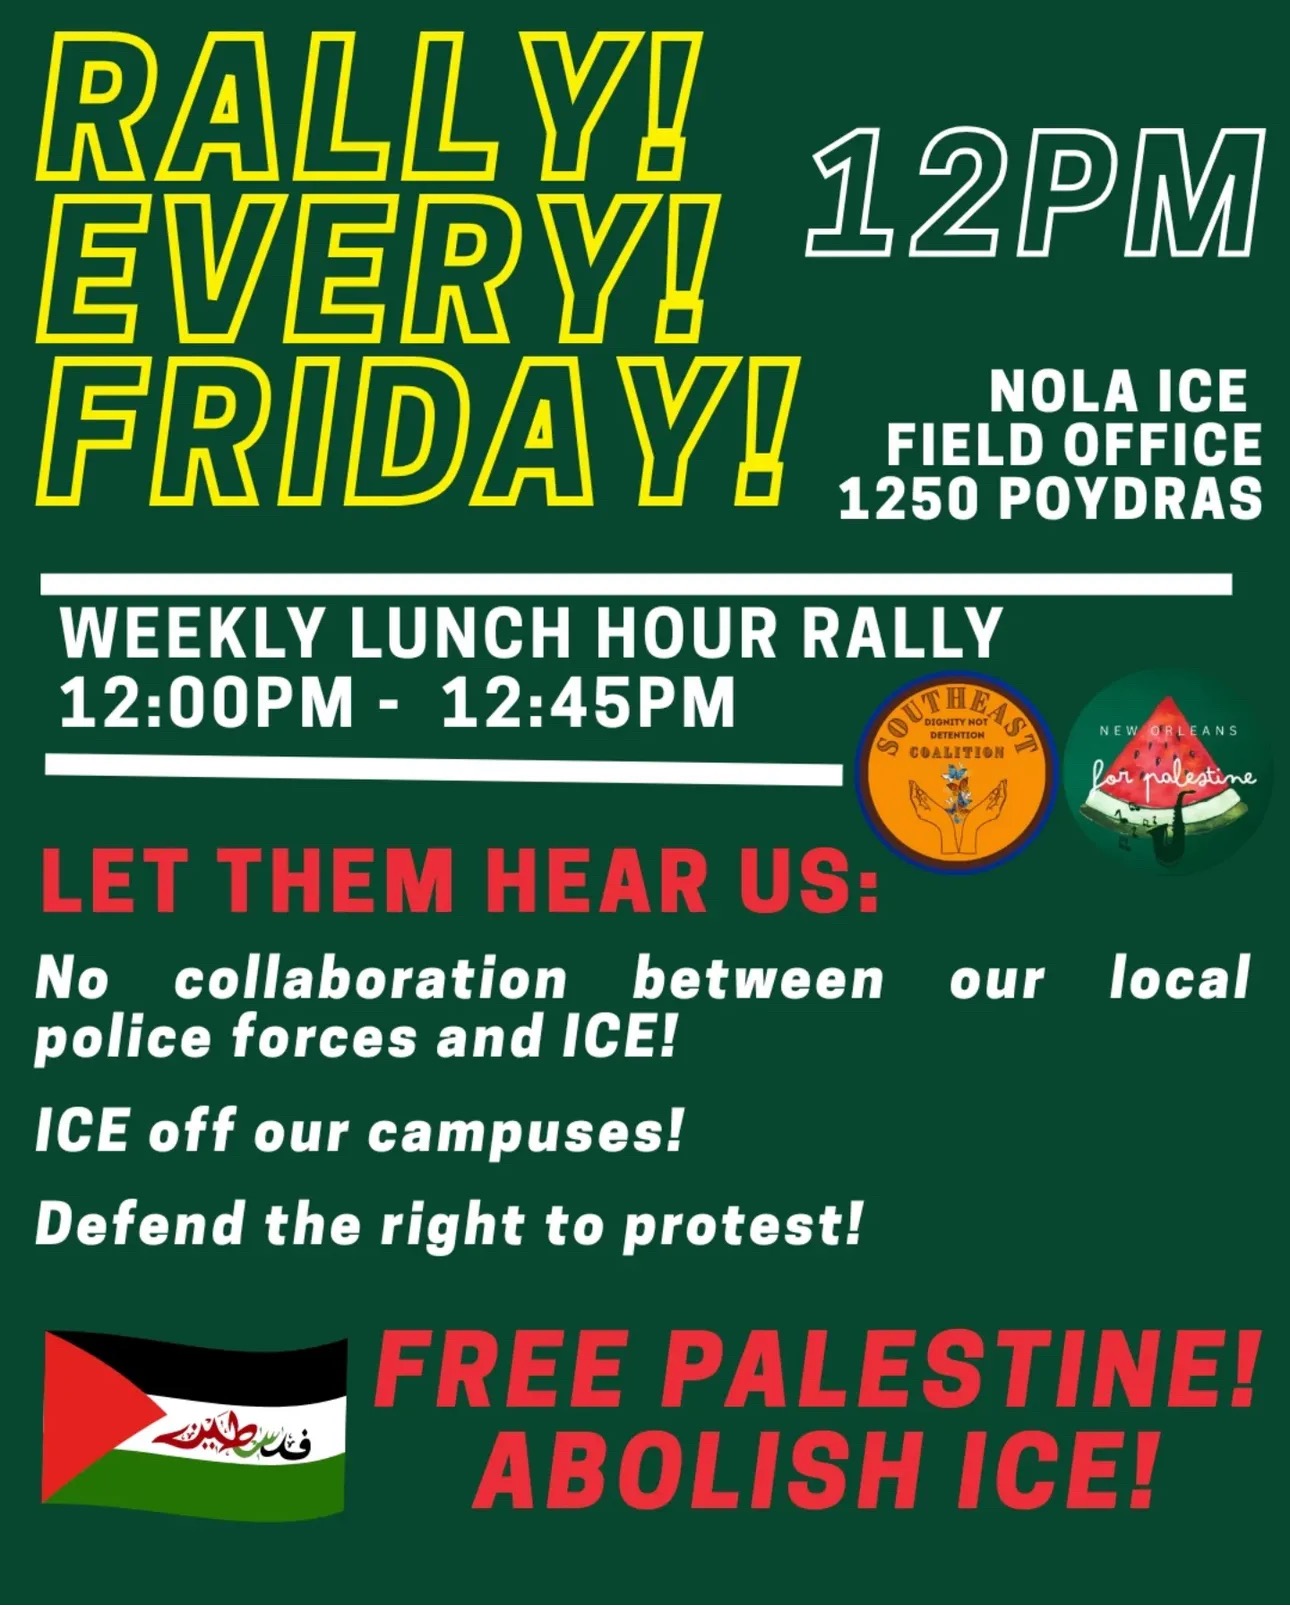 RALLY!
EVERY!
FRIDAY!
12PM
NOLA ICE
FIELD OFFICE
1250 POYDRAS
WEEKLY LUNCH HOUR RALLY
12:00PM - 12:45PM
SOUTHEAST
DIGNITY NOT
DETENTION
COALITION
NEW ORLEANS
for palestine
LET THEM HEAR US:
No collaboration between our local
police forces and ICE!
ICE off our campuses!
Defend the right to protest!
فلسطين
FREE PALESTINE!
ABOLISH ICE!